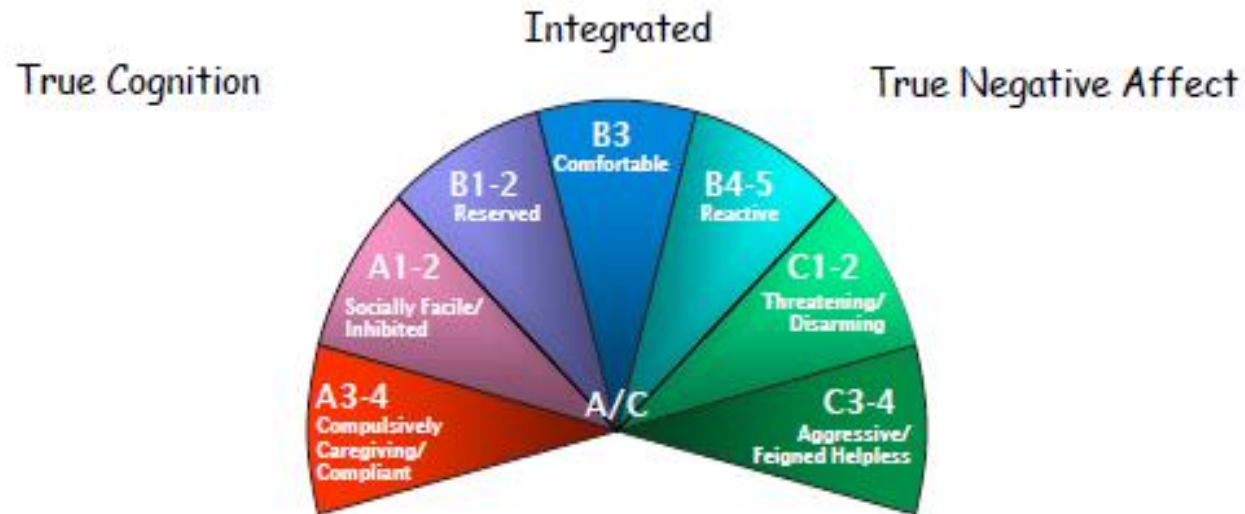 Integrated
True Cognition
True Negative Affect
B3
Comfortable
B1-2
Reserved
B4-5
Reactive
A1-2
Socially Facile/
Inhibited
C1-2
Threatening/
Disarming
A3-4
Compulsively
Caregiving/
Compliant
A/C
C3-4
Aggressive/
Feigned Helpless